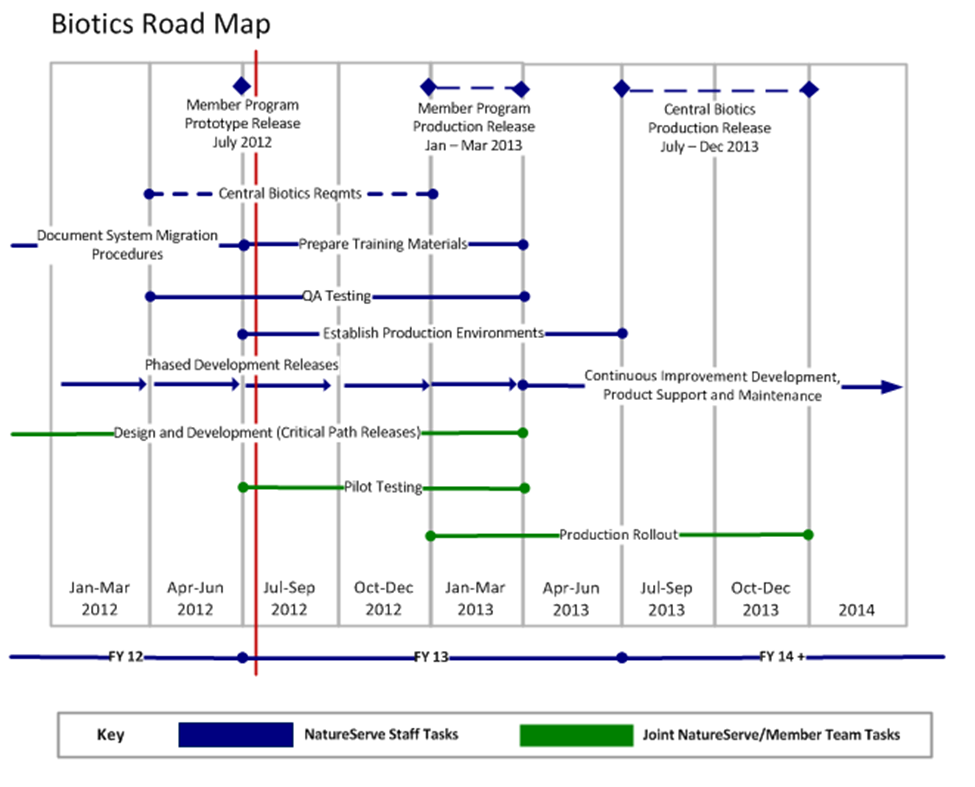 Biotics Road Map
Member Program
Prototype Release
July 2012
Member Program
Production Release
Jan – Mar 2013
Central Biotics
Production Release
July – Dec 2013
Central Biotics Reqmts
Document System Migration
Procedures
Prepare Training Materials
QA Testing
Establish Production Environments
Phased Development Releases
Continuous Improvement Development,
Product Support and Maintenance
Design and Development (Critical Path Releases)
Pilot Testing
Production Rollout
Jan-Mar
2012
Apr-Jun
2012
Jul-Sep
2012
Oct-Dec
2012
Jan-Mar
2013
Apr-Jun
2013
Jul-Sep
2013
Oct-Dec
2013
2014
FY 12
FY 13
FY 14 +
Key
NatureServe Staff Tasks
Joint NatureServe/Member Team Tasks